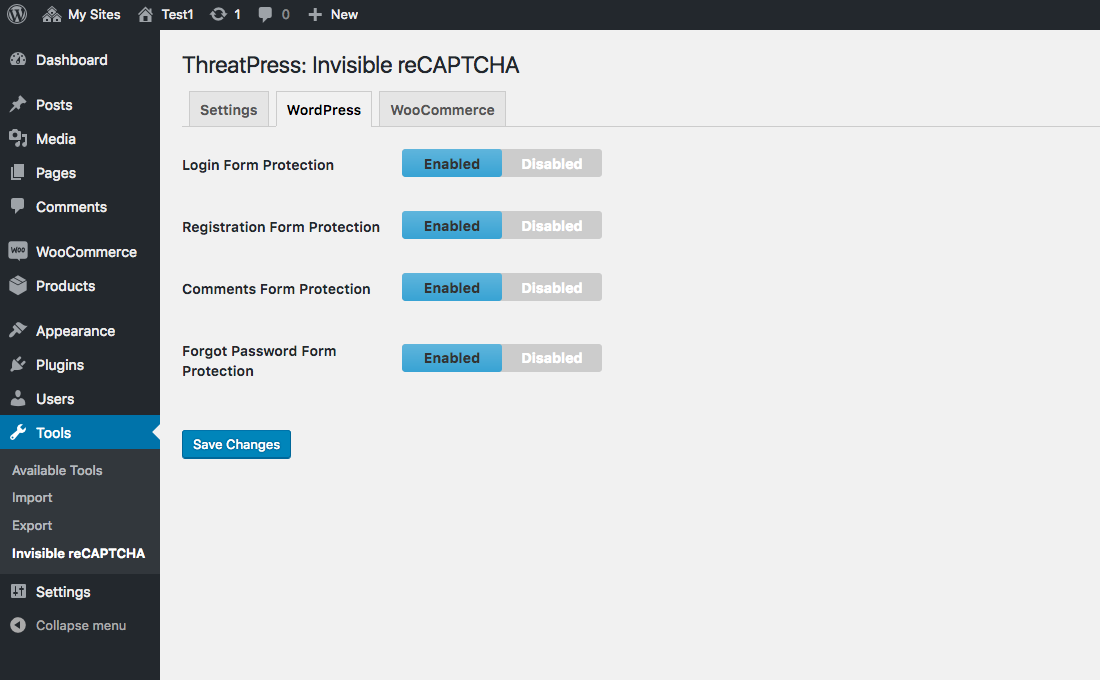 My Sites Test1 1 0 New
Dashboard
Posts
Media
Pages
Comments
WOO WooCommerce
Products
Appearance
Plugins
Users
Tools
Available Tools
Import
Export
Invisible reCAPTCHA
Settings
Collapse menu
ThreatPress: Invisible reCAPTCHA
Settings WordPress WooCommerce
Login Form Protection Enabled Disabled
Registration Form Protection Enabled Disabled
Comments Form Protection Enabled Disabled
Forgot Password Form
Protection Enabled Disabled
Save Changes